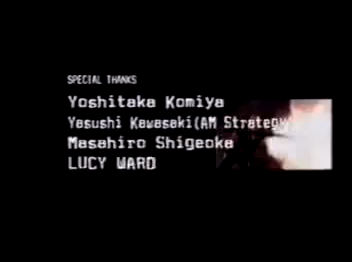 SPECIAL THANKS
Yoshitaka Komiya
Yasushi Kawasaki(AM Strategy)
Masahiro Shigeoka
LUCY WARD